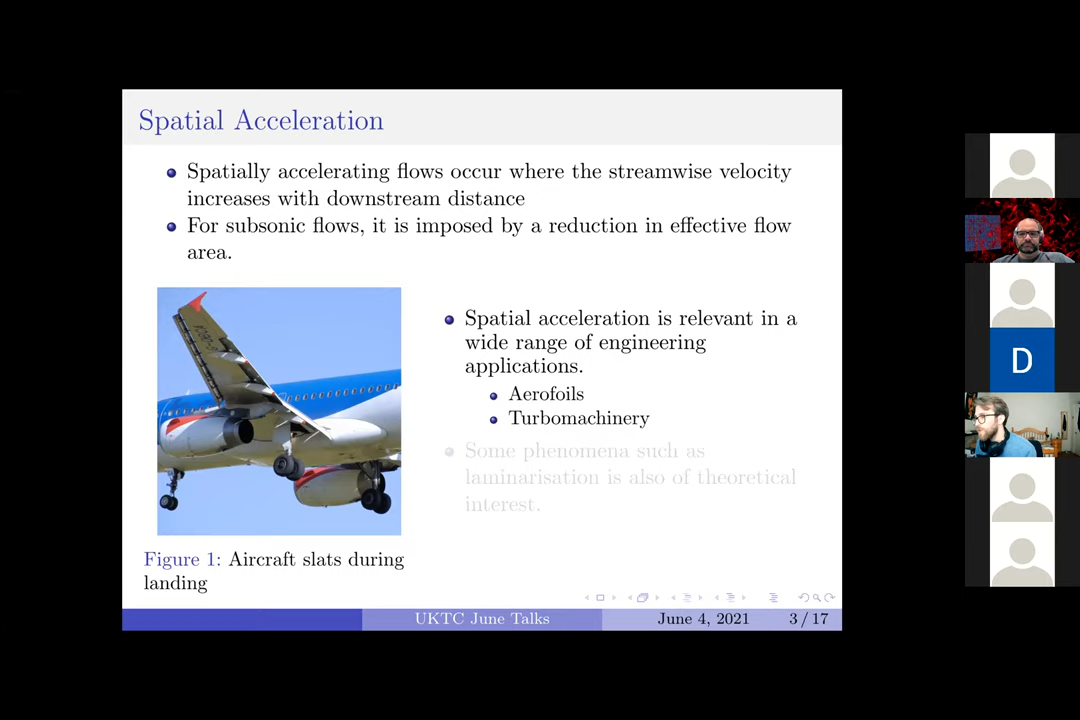 Spatial Acceleration
Spatially accelerating flows occur where the streamwise velocity
increases with downstream distance
For subsonic flows, it is imposed by a reduction in effective flow
area.
Spatial acceleration is relevant in a
wide range of engineering
applications.
Aerofoils
Turbomachinery
Some phenomena such as
laminarisation is also of theoretical
interest.
Figure 1: Aircraft slats during
landing
UKTC June Talks
June 4, 2021
3 / 17
D